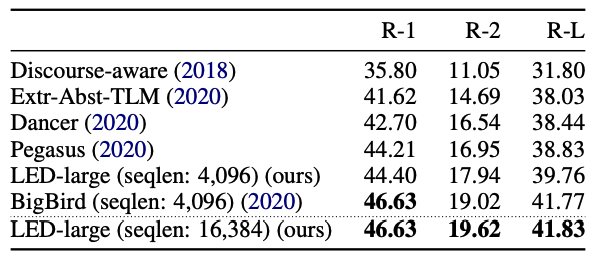 R-1 R-2 R-L
Discourse-aware (2018) 35.80 11.05 31.80
Extr-Abst-TLM (2020) 41.62 14.69 38.03
Dancer (2020) 42.70 16.54 38.44
Pegasus (2020) 44.21 16.95 38.83
LED-large (seqlen: 4,096) (ours) 44.40 17.94 39.76
BigBird (seqlen: 4,096) (2020) 46.63 19.02 41.77
LED-large (seqlen: 16,384) (ours) 46.63 19.62 41.83